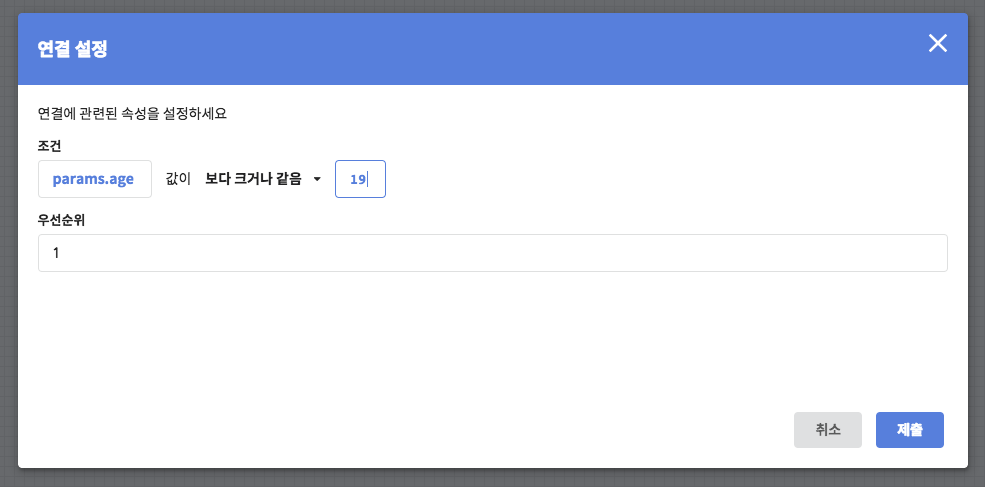 연결 설정
연결에 관련된 속성을 설정하세요
조건
params.age 값이 보다 크거나 같음 19
우선순위
1
취소 제출